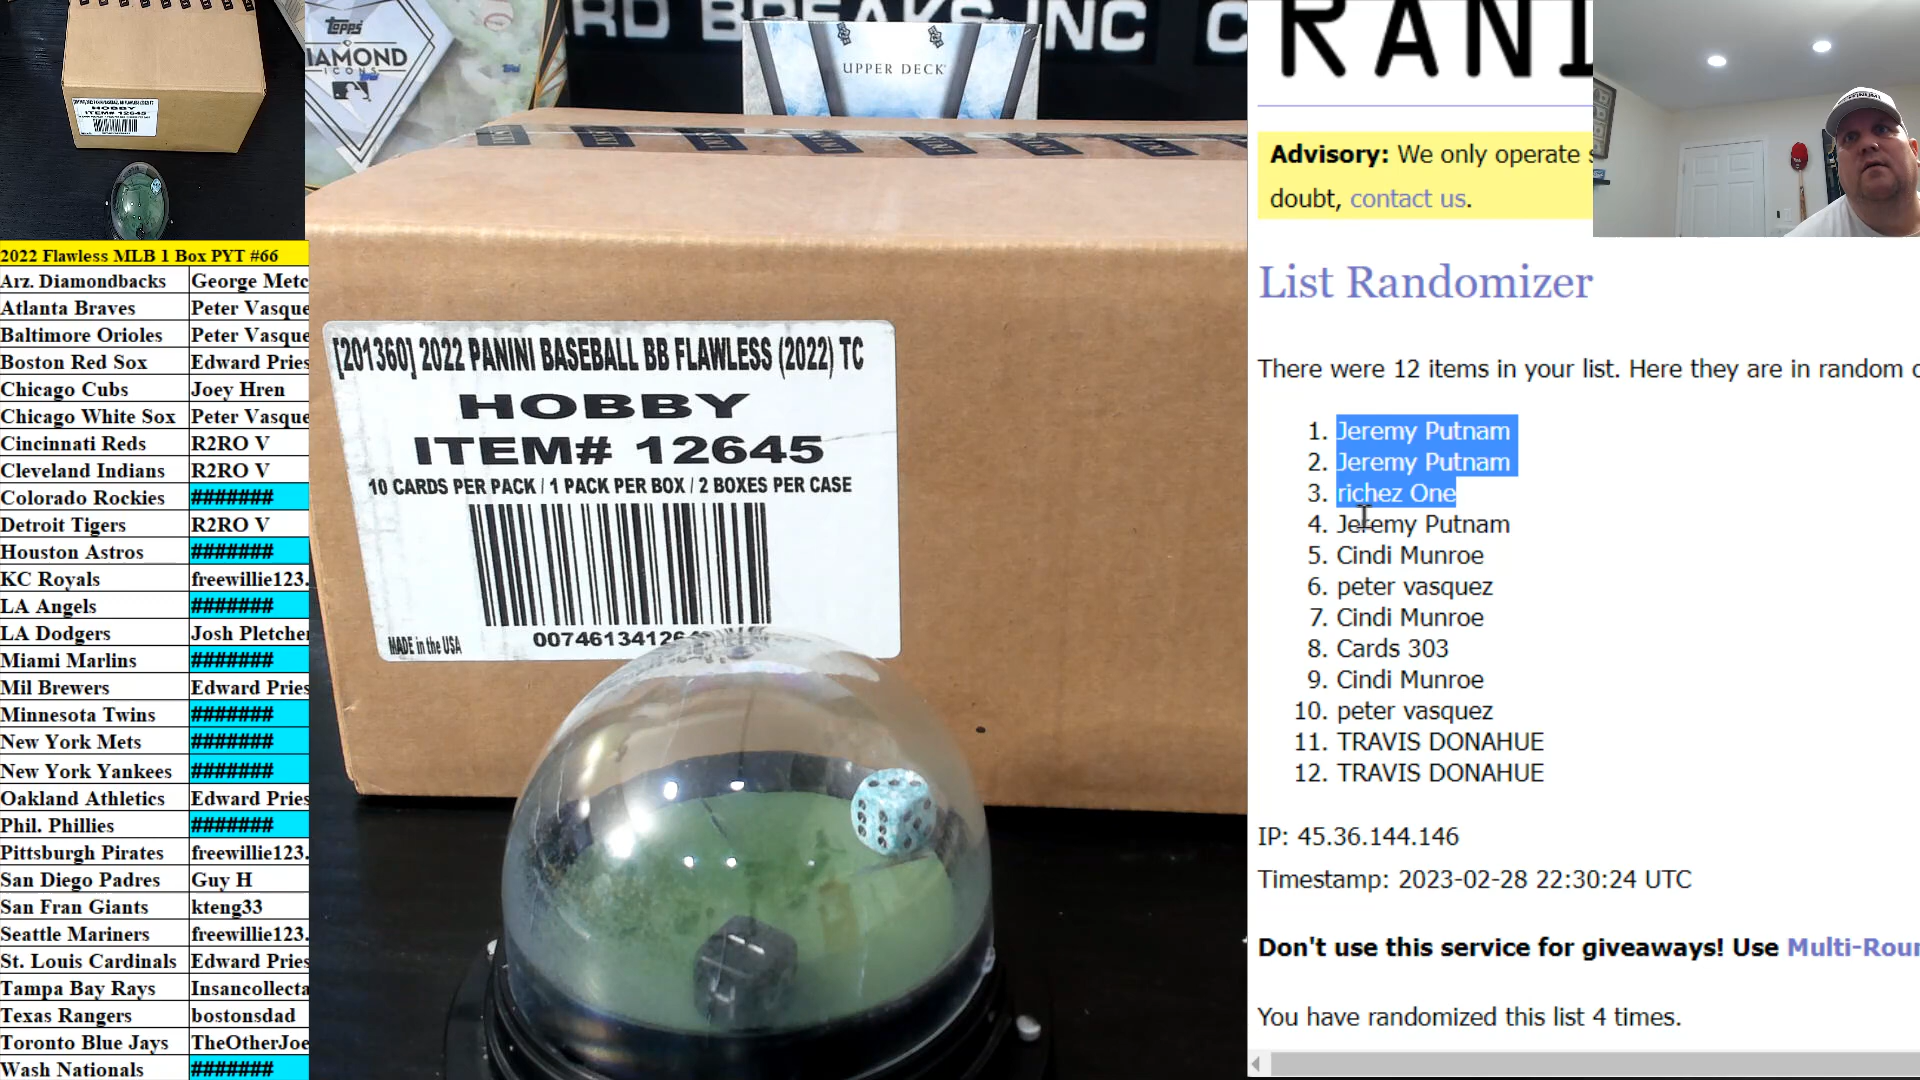 HOBBY
ITEM# 12645
2022 Flawless MLB 1 Box PYT #66
Arz. Diamondbacks George Metc
Atlanta Braves Peter Vasque
Baltimore Orioles Peter Vasque
Boston Red Sox Edward Pries
Chicago Cubs Joey Hren
Chicago White Sox Peter Vasque
Cincinnati Reds R2RO V
Cleveland Indians R2RO V
Colorado Rockies #######
Detroit Tigers R2RO V
Houston Astros #######
KC Royals freewillie123.
LA Angels #######
LA Dodgers Josh Pletcher
Miami Marlins #######
Mil Brewers Edward Pries
Minnesota Twins #######
New York Mets #######
New York Yankees #######
Oakland Athletics Edward Pries
Phil. Phillies #######
Pittsburgh Pirates freewillie123.
San Diego Padres Guy H
San Fran Giants kteng33
Seattle Mariners freewillie123.
St. Louis Cardinals Edward Pries
Tampa Bay Rays Insancollecta
Texas Rangers bostonsdad
Toronto Blue Jays TheOtherJoe
Wash Nationals #######
topps
IAMOND
ICONS
RD BREAKS INC C
UPPER DECK
[201360] 2022 PANINI BASEBALL BB FLAWLESS (2022) TC
HOBBY
ITEM# 12645
10 CARDS PER PACK / 1 PACK PER BOX / 2 BOXES PER CASE
MADE in the USA
RAN
Advisory: We only operate s
doubt, contact us.
List Randomizer
There were 12 items in your list. Here they are in random o
1. Jeremy Putnam
2. Jeremy Putnam
3. richez One
4. Jeremy Putnam
5. Cindi Munroe
6. peter vasquez
7. Cindi Munroe
8. Cards 303
9. Cindi Munroe
10. peter vasquez
11. TRAVIS DONAHUE
12. TRAVIS DONAHUE
IP: 45.36.144.146
Timestamp: 2023-02-28 22:30:24 UTC
Don't use this service for giveaways! Use Multi-Roun
You have randomized this list 4 times.